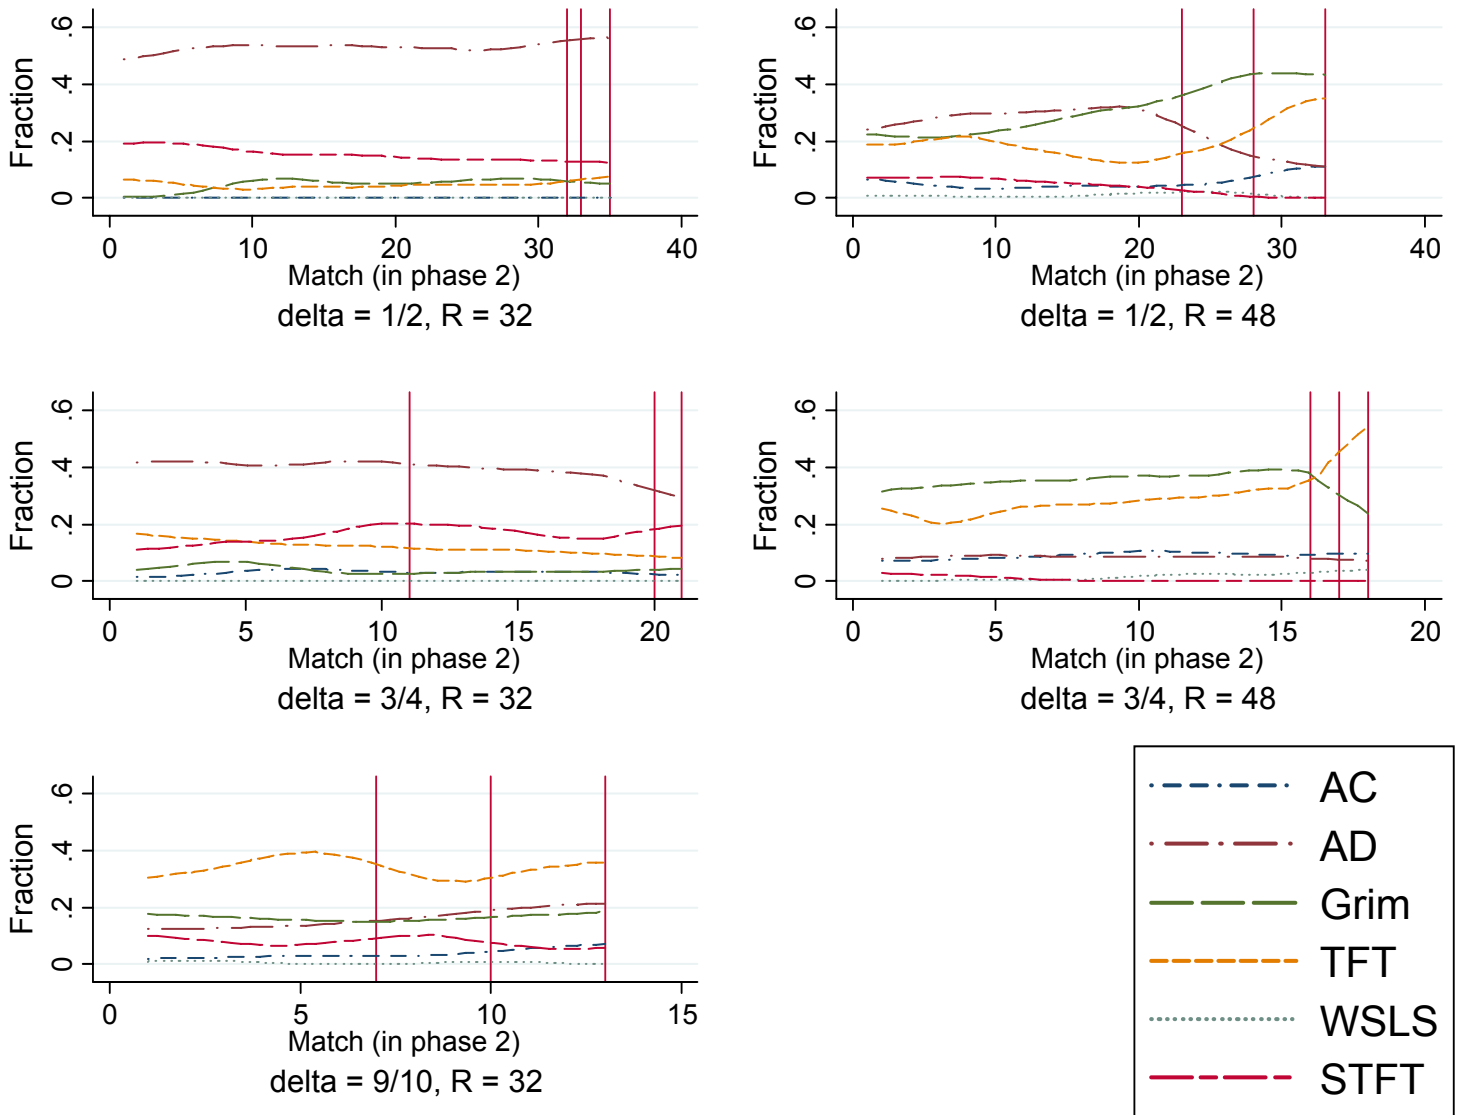 Fraction
0 .2 .4 .6
0 10 20 30 40
Match (in phase 2)
delta = 1/2, R = 32
Fraction
0 .2 .4 .6
0 10 20 30 40
Match (in phase 2)
delta = 1/2, R = 48
Fraction
0 .2 .4 .6
0 5 10 15 20
Match (in phase 2)
delta = 3/4, R = 32
Fraction
0 .2 .4 .6
0 5 10 15 20
Match (in phase 2)
delta = 3/4, R = 48
Fraction
0 .2 .4 .6
0 5 10 15
Match (in phase 2)
delta = 9/10, R = 32
AC
AD
Grim
TFT
WSLS
STFT